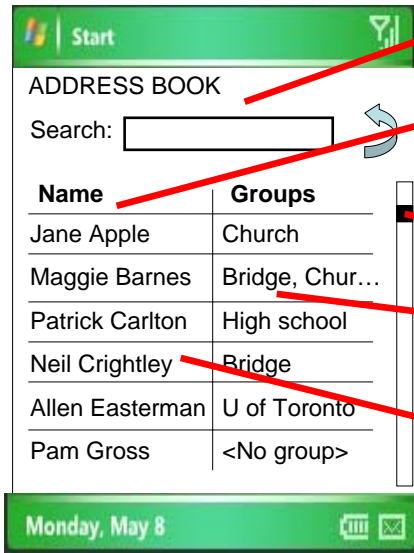 Start
ADDRESS BOOK
Search:
Name Groups
Jane Apple Church
Maggie Barnes Bridge, Chur…
Patrick Carlton High school
Neil Crightley Bridge
Allen Easterman U of Toronto
Pam Gross <No group>
Monday, May 8